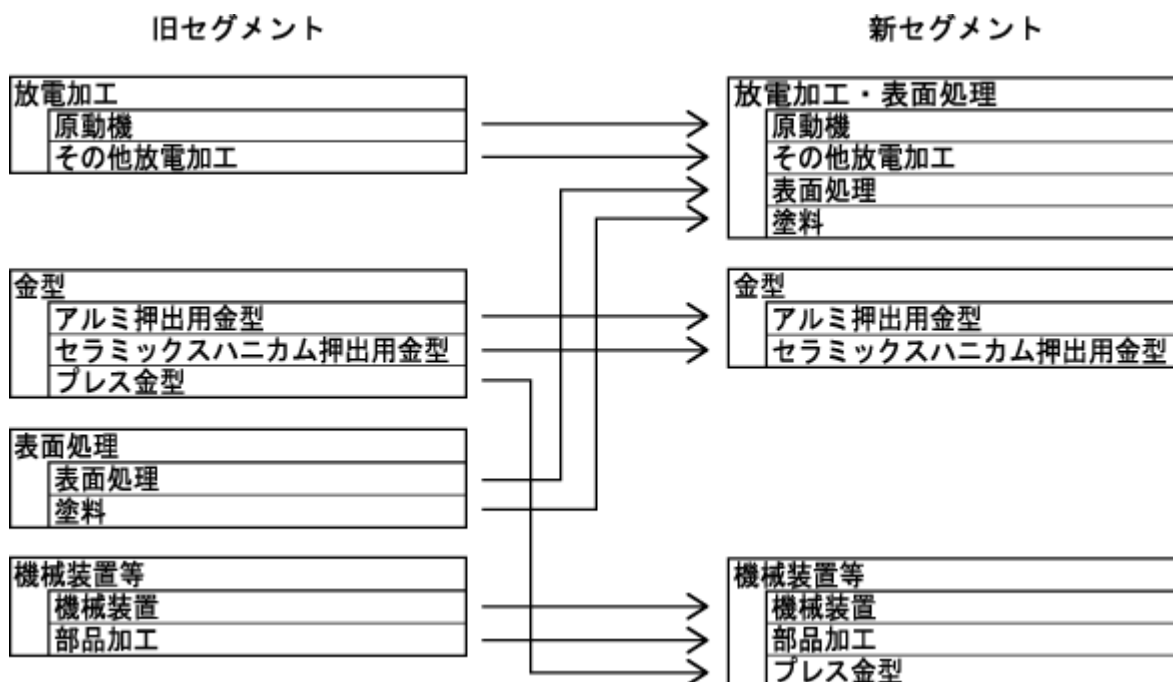 旧セグメント
放電加工
原動機
その他放電加工
金型
アルミ押出用金型
セラミックスハニカム押出用金型
プレス金型
表面処理
表面処理
塗料
機械装置等
機械装置
部品加工
新セグメント
放電加工・表面処理
原動機
その他放電加工
表面処理
塗料
金型
アルミ押出用金型
セラミックスハニカム押出用金型
機械装置等
機械装置
部品加工
プレス金型